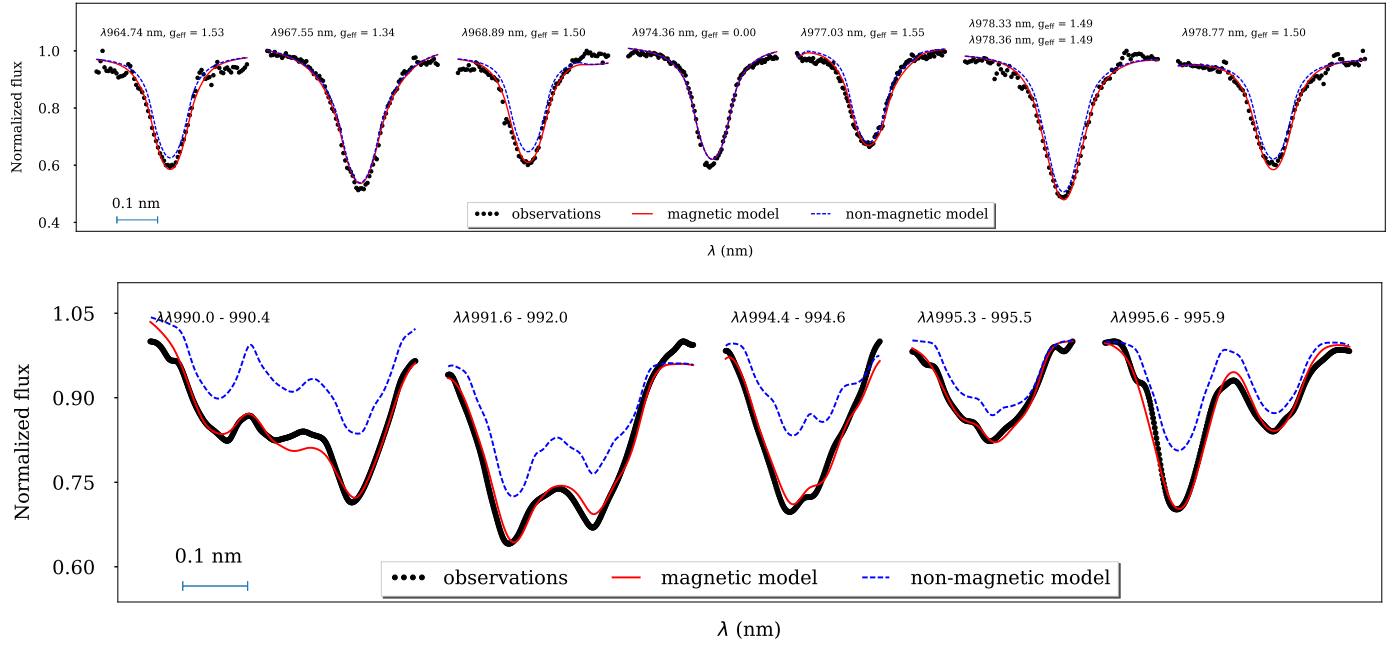 λ964.74 nm, g_eff = 1.53
λ967.55 nm, g_eff = 1.34
λ968.89 nm, g_eff = 1.50
λ974.36 nm, g_eff = 0.00
λ977.03 nm, g_eff = 1.55
λ978.33 nm, g_eff = 1.49
λ978.36 nm, g_eff = 1.49
λ978.77 nm, g_eff = 1.50
Normalized flux
1.0
0.8
0.6
0.4
0.1 nm
observations
magnetic model
non-magnetic model
λ (nm)
λλ990.0 - 990.4
λλ991.6 - 992.0
λλ994.4 - 994.6
λλ995.3 - 995.5
λλ995.6 - 995.9
Normalized flux
1.05
0.90
0.75
0.60
0.1 nm
observations
magnetic model
non-magnetic model
λ (nm)